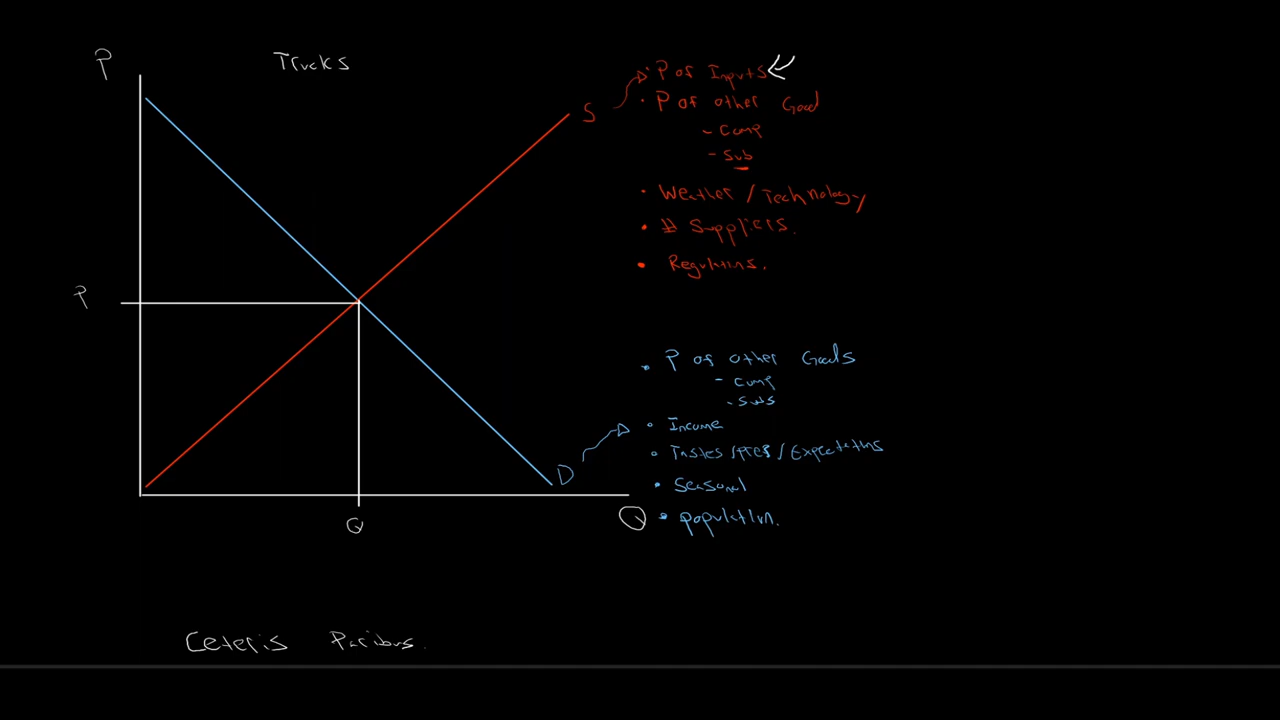 P
Trucks
S
• P of Inputs
• P of other Good
- Comp
- Sub
• Weather / Technology
• # Suppliers.
• Regulations.
P
• P of other Goods
- Comp
- Subs
• Income
• Tastes / Pref / Expectations
D
• Seasonal
Q
• Population.
Q
Ceteris Paribus.